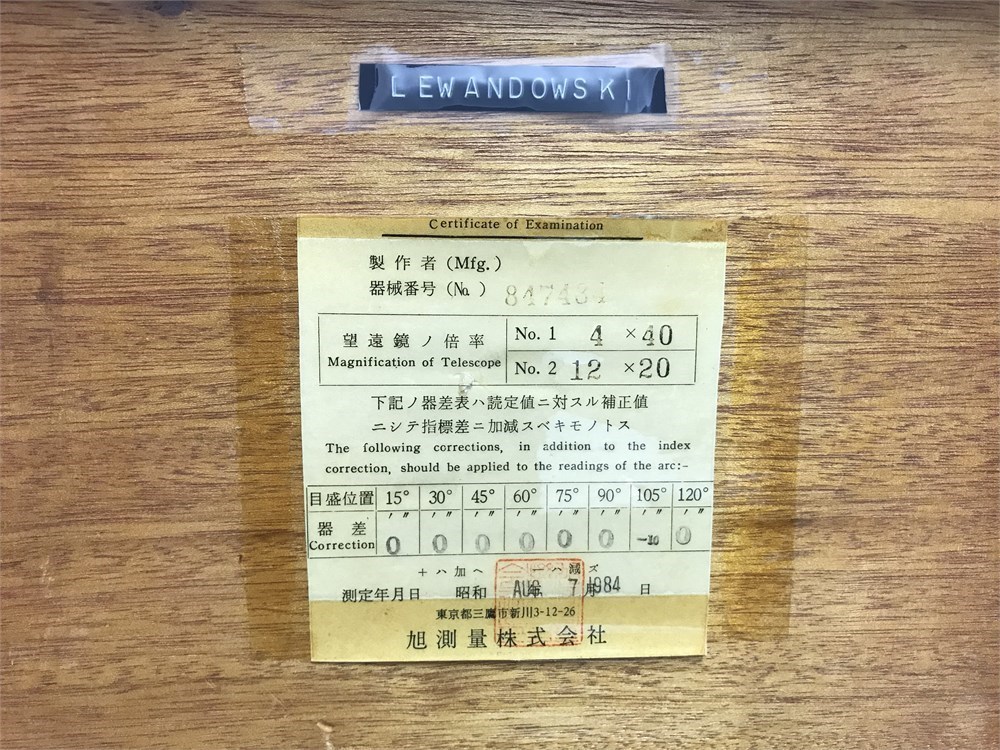 LEWANDOWSKI
Certificate of Examination
製作者 (Mfg.)
器械番号 (№ ) 847434
望遠鏡ノ倍率
Magnification of Telescope
No. 1 4 ×40
No. 2 12 ×20
下記ノ器差表ハ読定値ニ対スル補正値
ニシテ指標差ニ加減スベキモノトス
The following corrections, in addition to the index
correction, should be applied to the readings of the arc:-
目盛位置 15° 30° 45° 60° 75° 90° 105° 120°
′ ″ ′ ″ ′ ″ ′ ″ ′ ″ ′ ″ ′ ″ ′ ″
器差
Correction 0 0 0 0 0 0 0
+ハ加ヘ −ハ減ズ
測定年月日 昭和 AUG. 7 1984 日
東京都三鷹市新川3-12-26
旭測量株式会社